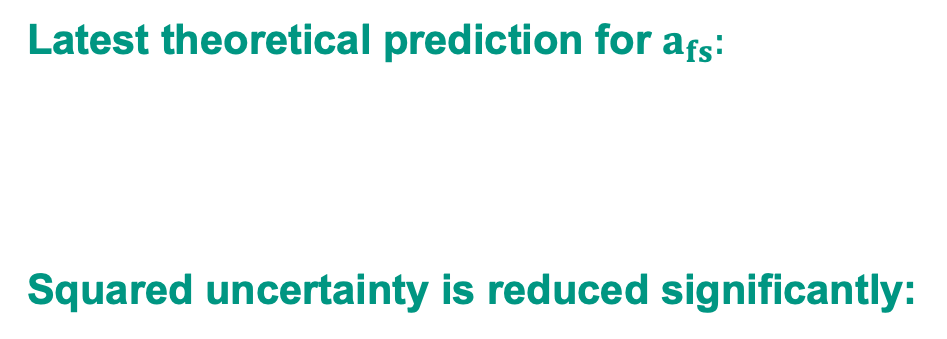 Latest theoretical prediction for a_fs:
Squared uncertainty is reduced significantly: